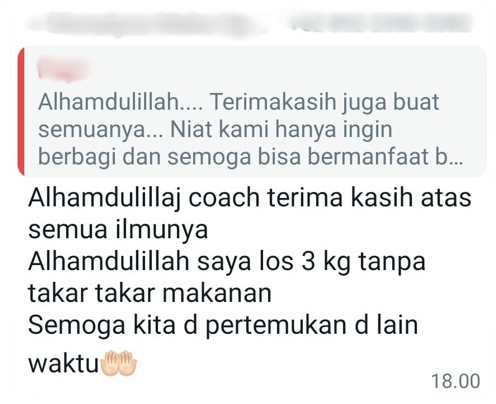 Alhamdulillah.... Terimakasih juga buat
semuanya... Niat kami hanya ingin
berbagi dan semoga bisa bermanfaat b...
Alhamdulillaj coach terima kasih atas
semua ilmunya
Alhamdulillah saya los 3 kg tanpa
takar takar makanan
Semoga kita d pertemukan d lain
waktu🤲🏻
18.00